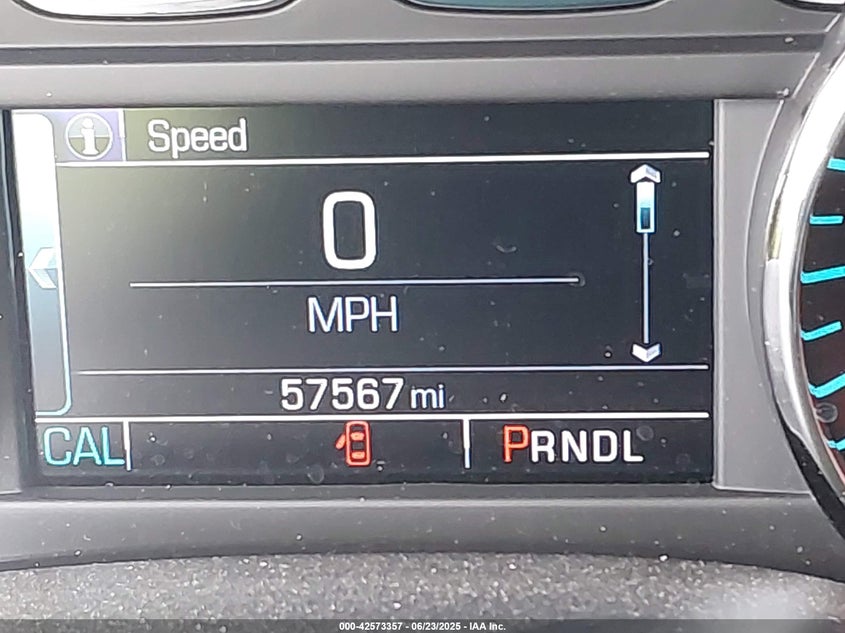 Speed
0
MPH
57567 mi
CAL
PRNDL
000-42573357 - 06/23/2025 - IAA Inc.